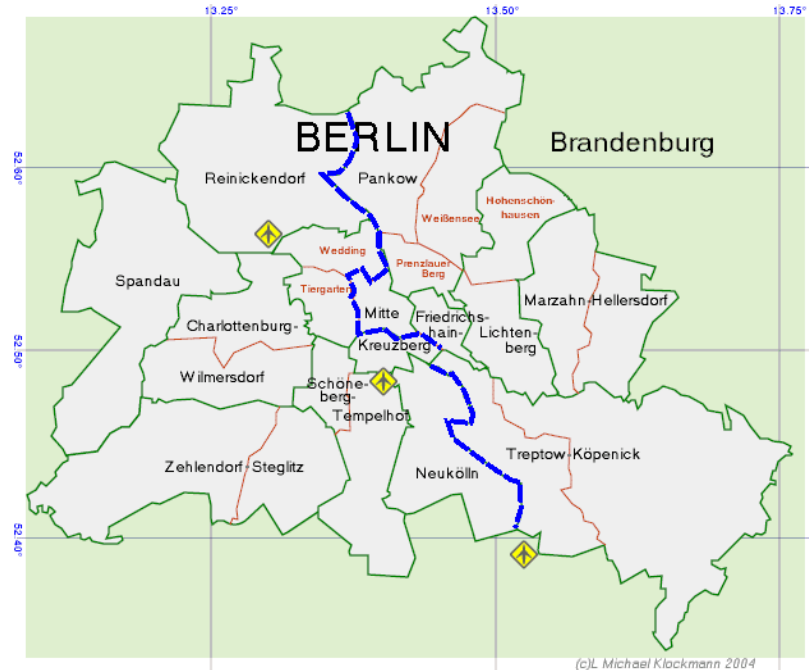 13.25°
13.50°
13.75°
BERLIN
Brandenburg
52.60°
Reinickendorf
Pankow
Hohenschön-
hausen
Weißensee
Wedding
Prenzlauer
Berg
Spandau
Tiergarten
Mitte
Marzahn-Hellersdorf
Charlottenburg-
Friedrichs-
hain-
Lichten-
berg
Kreuzberg
52.50°
Wilmersdorf
Schöne-
berg-
Tempelhof
Zehlendorf-Steglitz
Neukölln
Treptow-Köpenick
52.40°
(c)L Michael Klockmann 2004